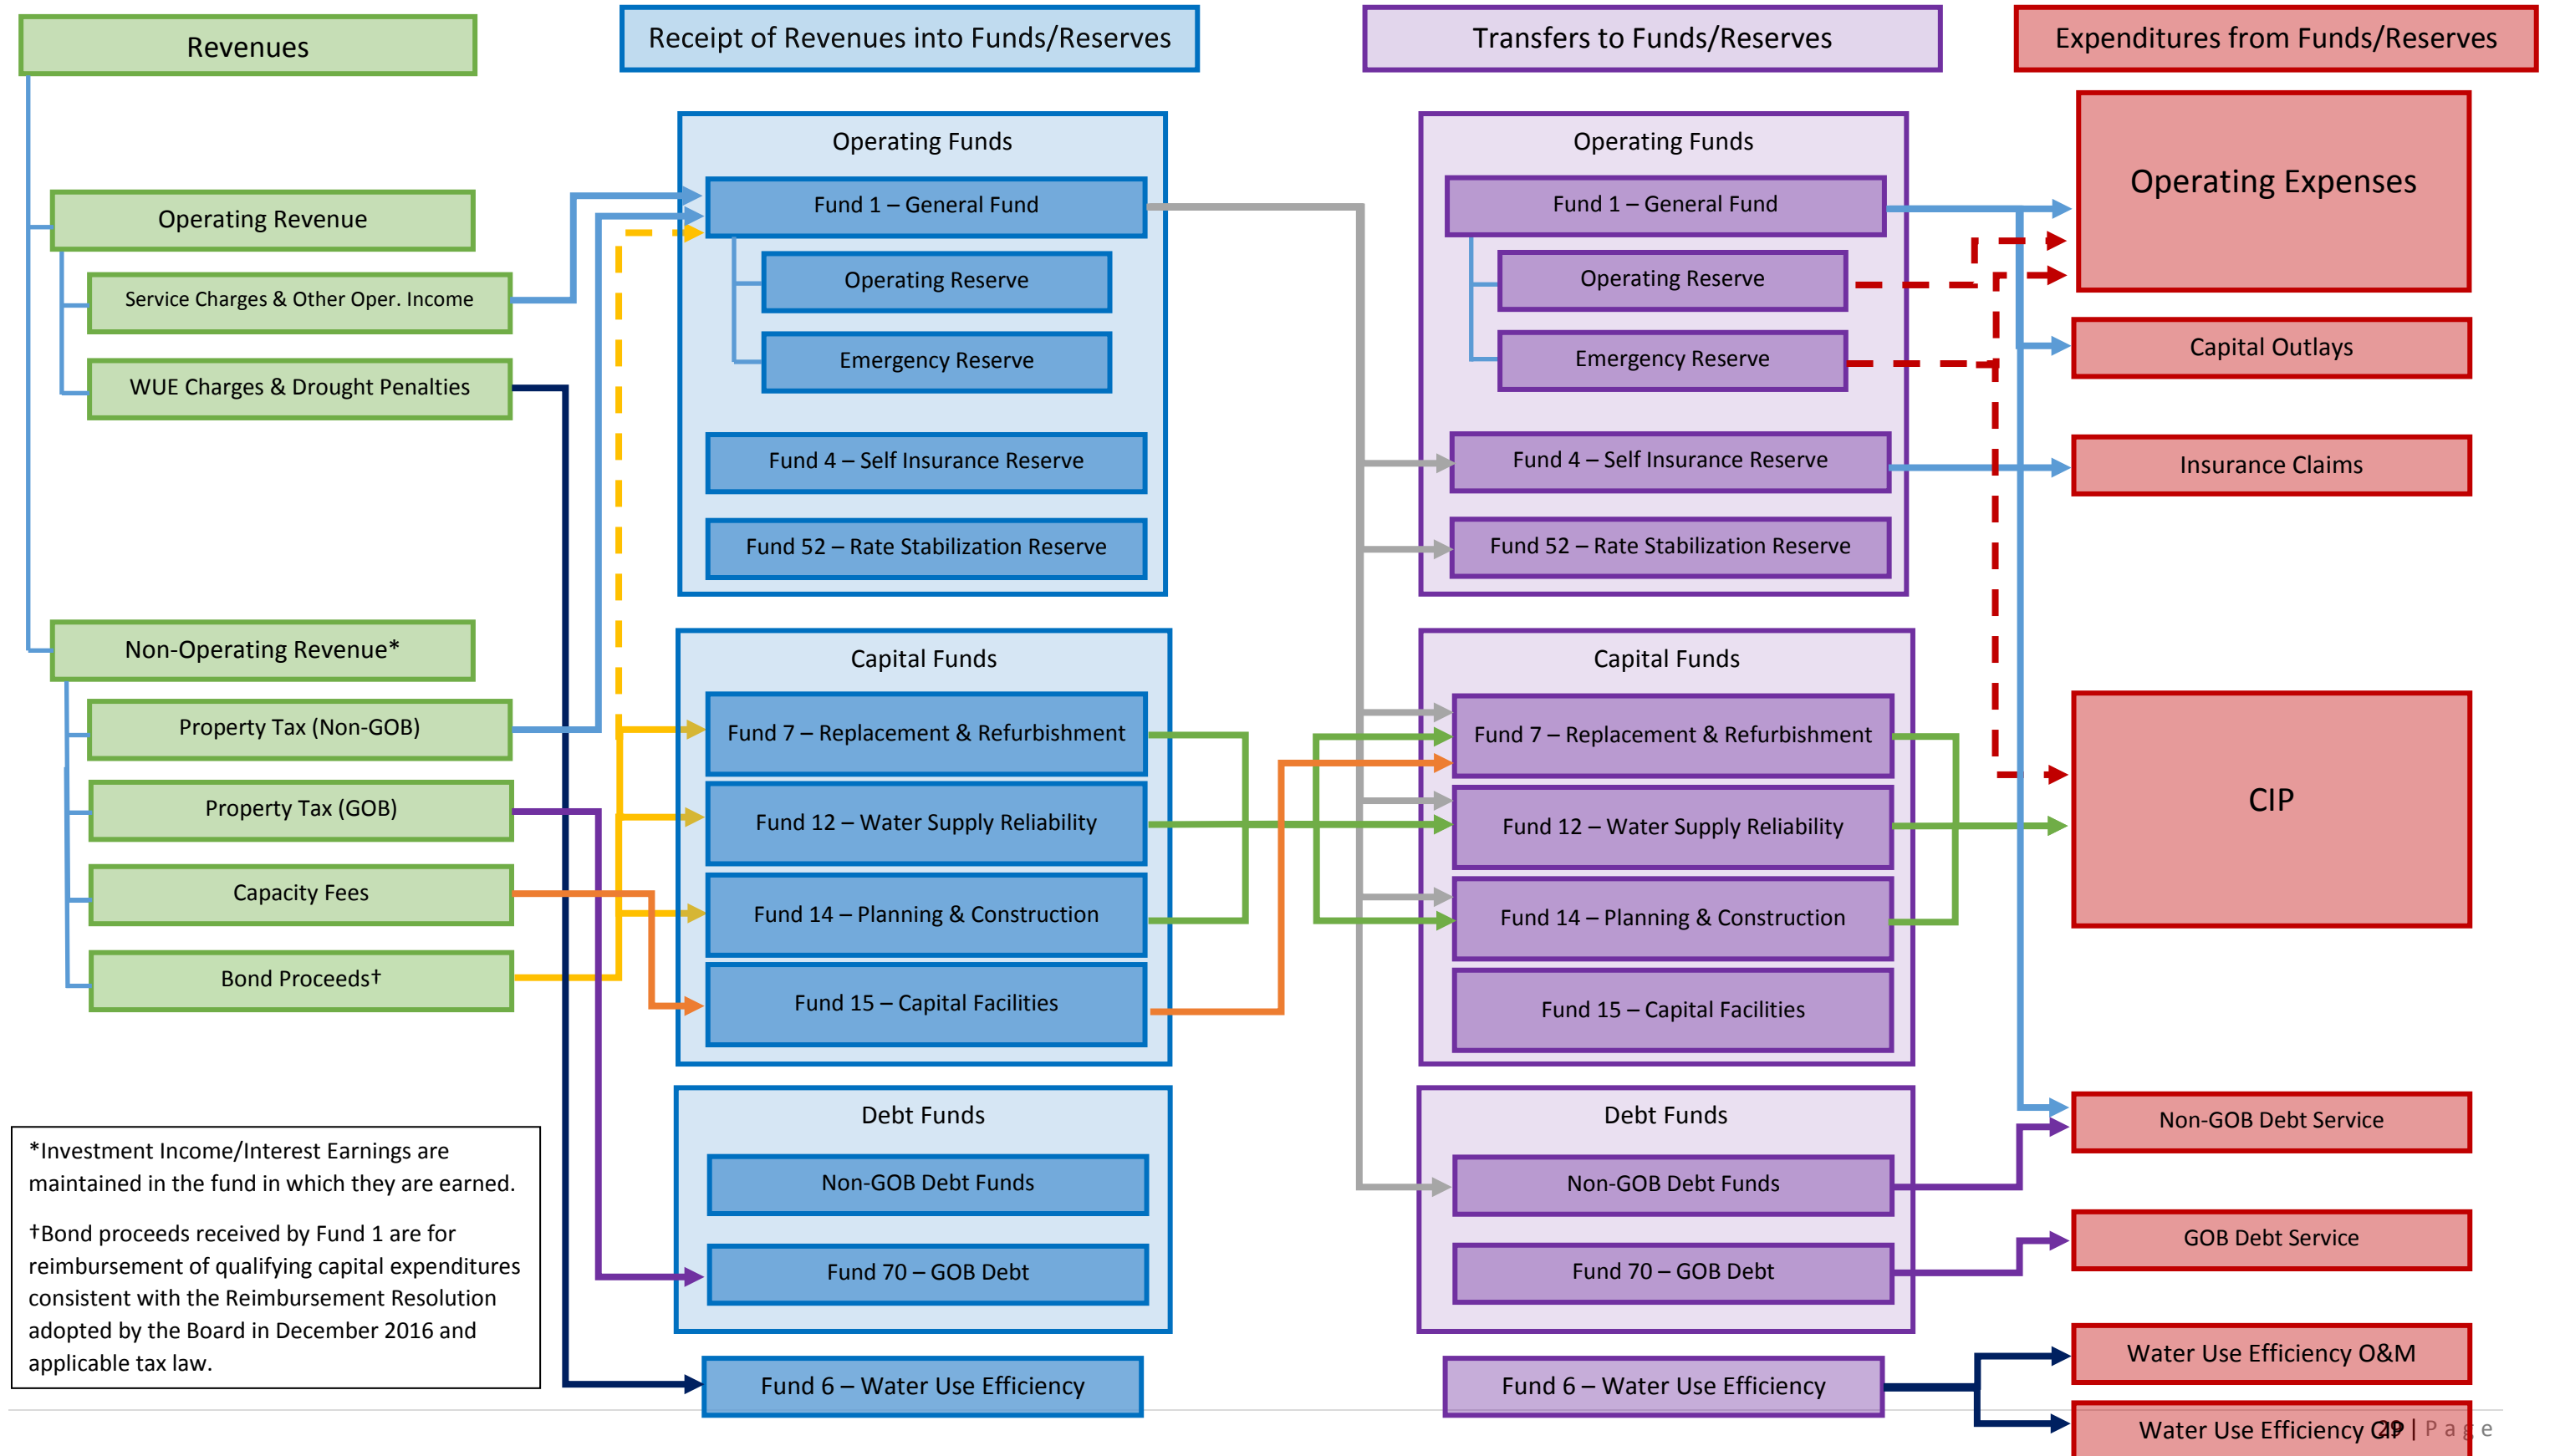 Revenues
Receipt of Revenues into Funds/Reserves
Transfers to Funds/Reserves
Expenditures from Funds/Reserves
Operating Revenue
Service Charges & Other Oper. Income
WUE Charges & Drought Penalties
Non-Operating Revenue*
Property Tax (Non-GOB)
Property Tax (GOB)
Capacity Fees
Bond Proceeds†
*Investment Income/Interest Earnings are
maintained in the fund in which they are earned.
†Bond proceeds received by Fund 1 are for
reimbursement of qualifying capital expenditures
consistent with the Reimbursement Resolution
adopted by the Board in December 2016 and
applicable tax law.
Operating Funds
Fund 1 – General Fund
Operating Reserve
Emergency Reserve
Fund 4 – Self Insurance Reserve
Fund 52 – Rate Stabilization Reserve
Capital Funds
Fund 7 – Replacement & Refurbishment
Fund 12 – Water Supply Reliability
Fund 14 – Planning & Construction
Fund 15 – Capital Facilities
Debt Funds
Non-GOB Debt Funds
Fund 70 – GOB Debt
Fund 6 – Water Use Efficiency
Operating Funds
Fund 1 – General Fund
Operating Reserve
Emergency Reserve
Fund 4 – Self Insurance Reserve
Fund 52 – Rate Stabilization Reserve
Capital Funds
Fund 7 – Replacement & Refurbishment
Fund 12 – Water Supply Reliability
Fund 14 – Planning & Construction
Fund 15 – Capital Facilities
Debt Funds
Non-GOB Debt Funds
Fund 70 – GOB Debt
Fund 6 – Water Use Efficiency
Operating Expenses
Capital Outlays
Insurance Claims
CIP
Non-GOB Debt Service
GOB Debt Service
Water Use Efficiency O&M
Water Use Efficiency CIP
29 | Page